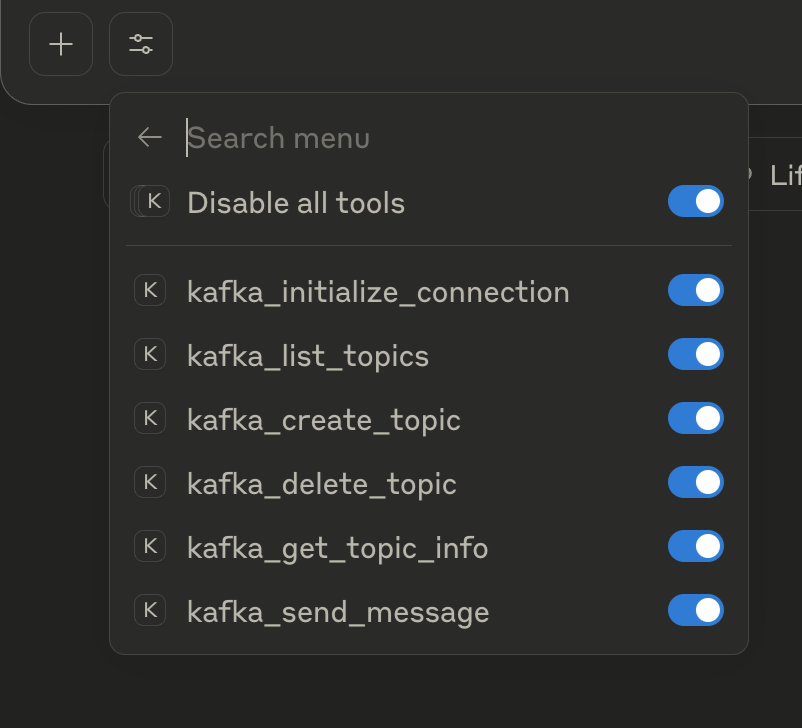 Search menu
K Disable all tools
Lif
K kafka_initialize_connection
K kafka_list_topics
K kafka_create_topic
K kafka_delete_topic
K kafka_get_topic_info
K kafka_send_message